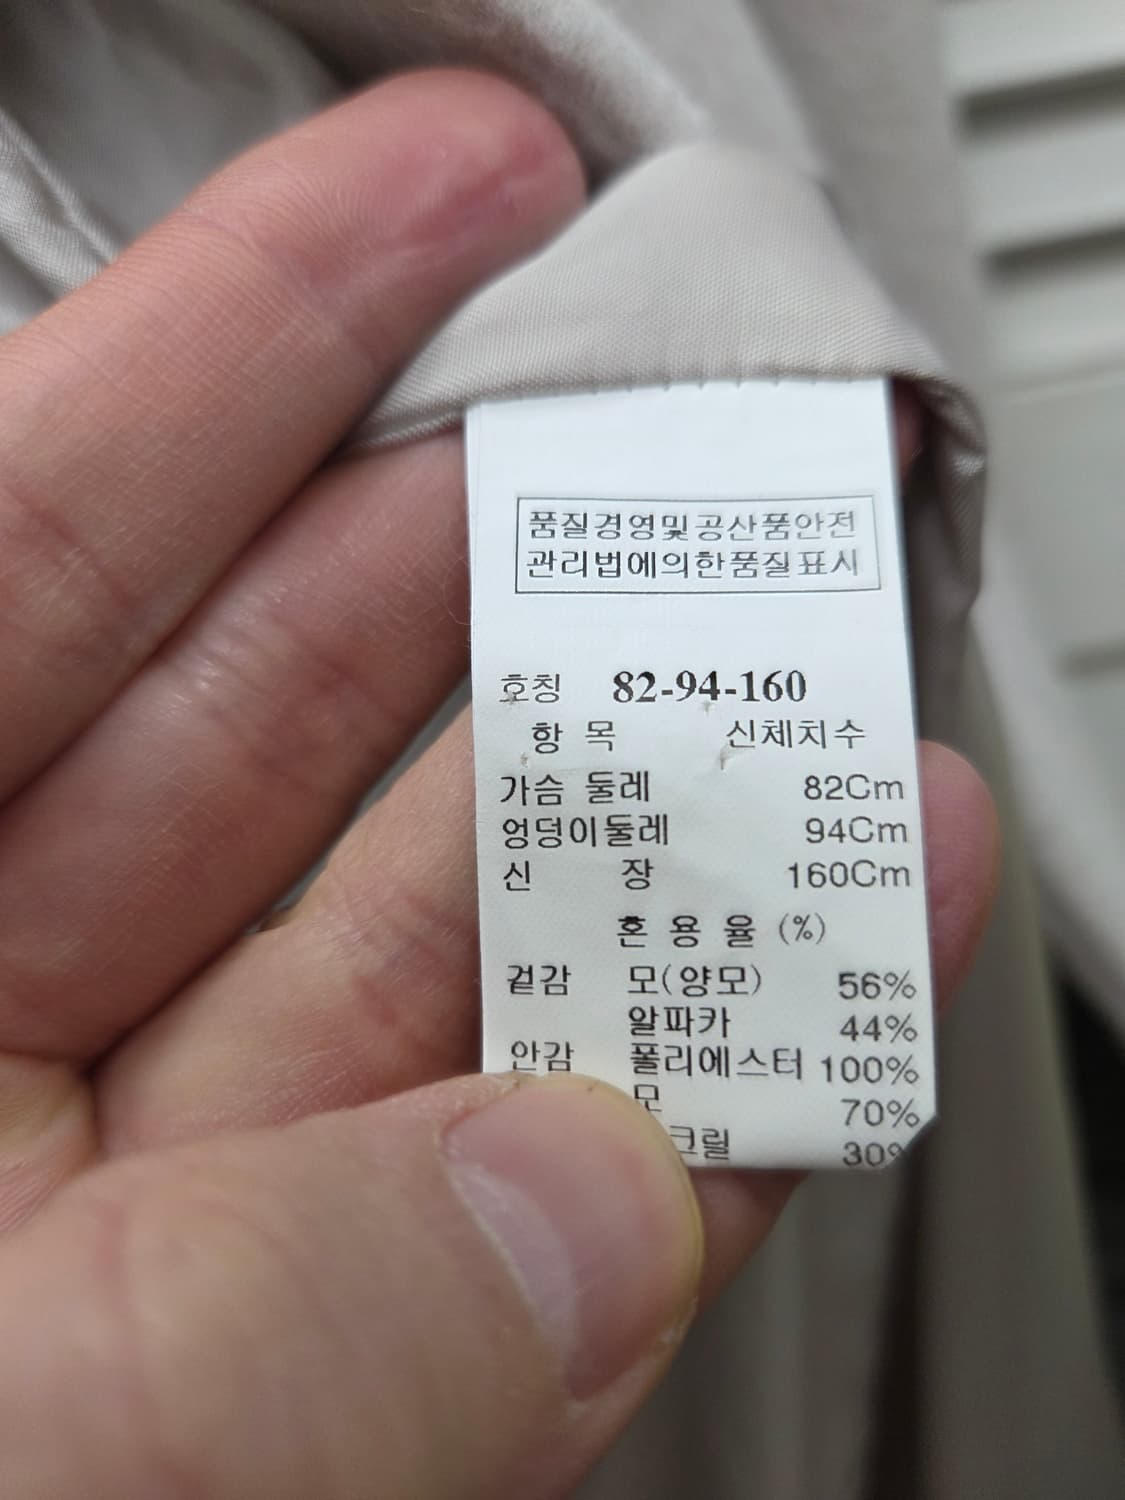 품질경영및공산품안전
관리법에의한품질표시
호칭 82-94-160
항 목 신체치수
가슴 둘레 82Cm
엉덩이둘레 94Cm
신 장 160Cm
혼 용 율 (%)
겉감 모(양모) 56%
알파카 44%
안감 폴리에스터 100%
모 70%
크릴 30%